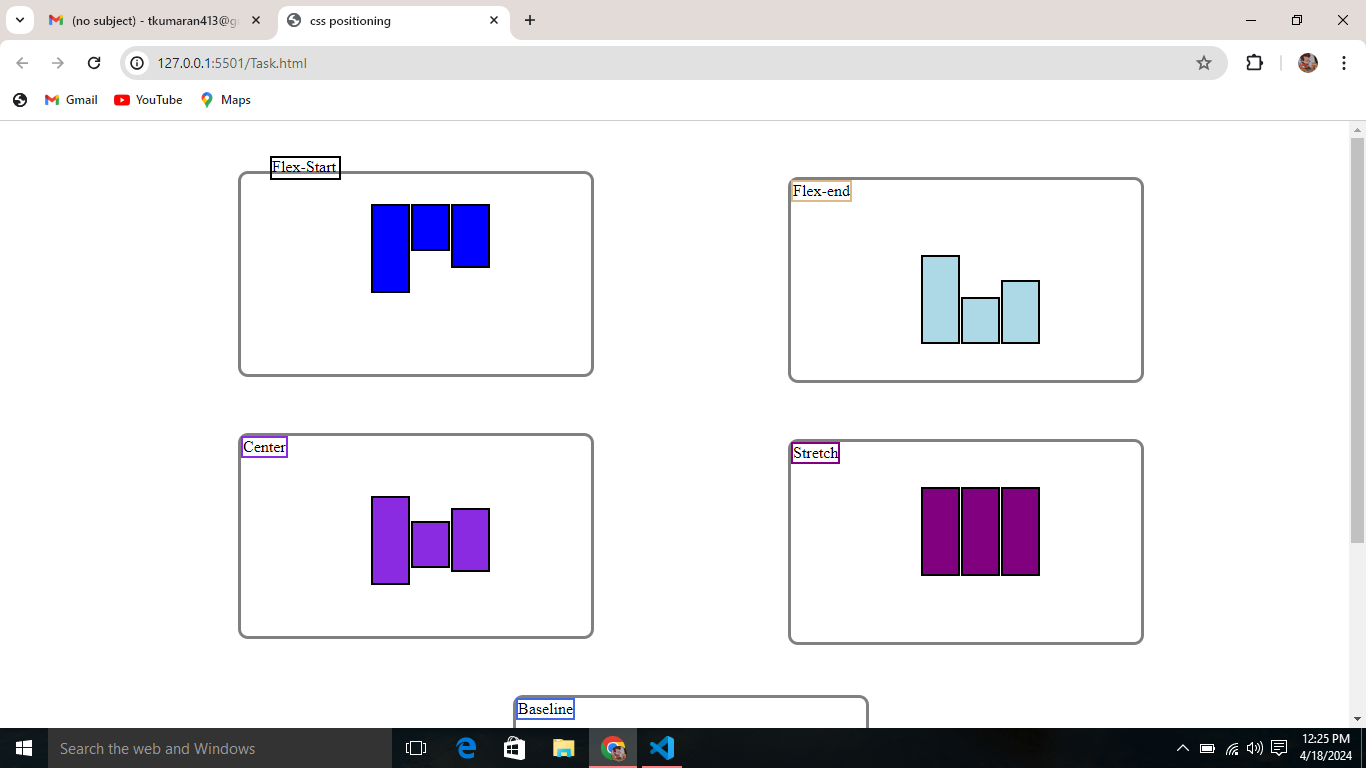 (no subject) - tkumaran413@g
css positioning
127.0.0.1:5501/Task.html
Gmail
YouTube
Maps
Flex-Start
Flex-end
Center
Stretch
Baseline
Search the web and Windows
12:25 PM
4/18/2024